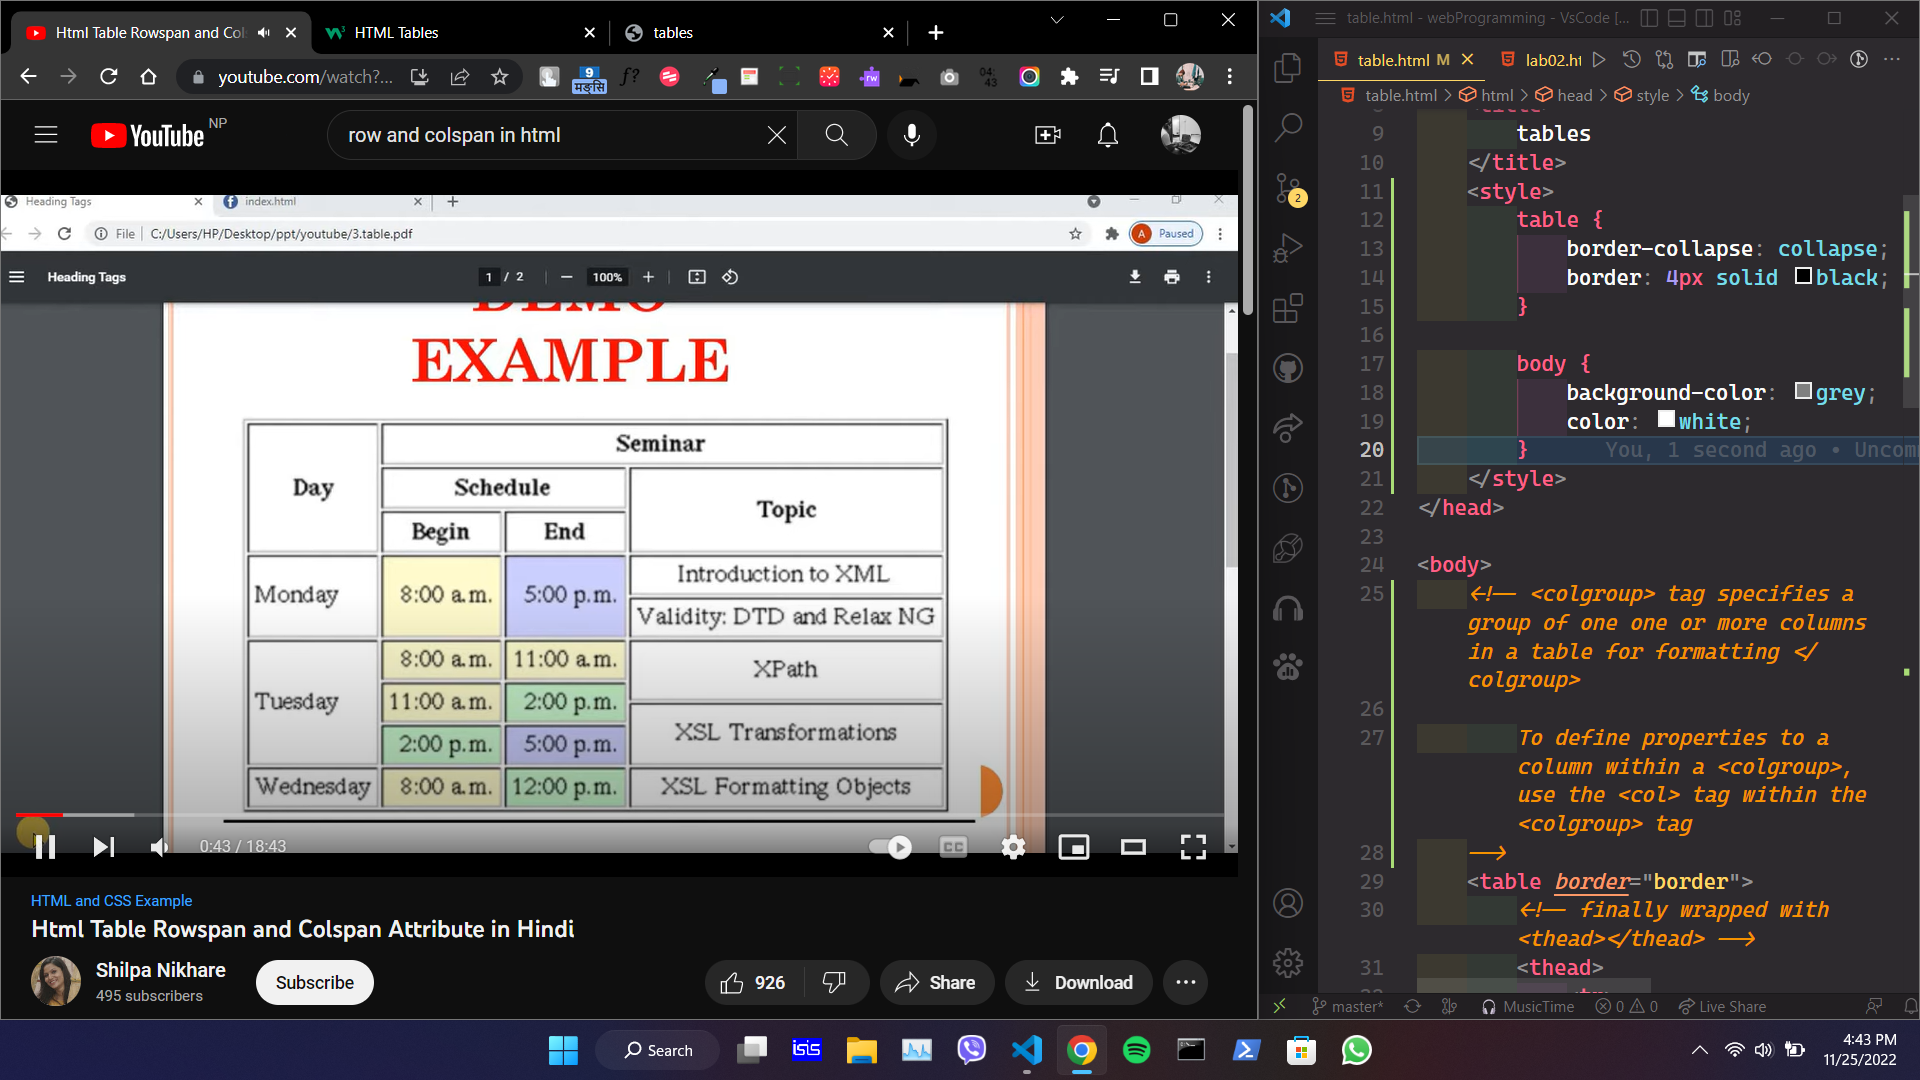 Html Table Rowspan and Col
HTML Tables
tables
youtube.com/watch?...
9
मङ्सि
f?
rw
04:
43
YouTube NP
row and colspan in html
Heading Tags
index.html
File | C:/Users/HP/Desktop/ppt/youtube/3.table.pdf
A Paused
Heading Tags
1 / 2
100%
DEMO
EXAMPLE
Day
Seminar
Schedule
Topic
Begin
End
Monday
8:00 a.m.
5:00 p.m.
Introduction to XML
Validity: DTD and Relax NG
Tuesday
8:00 a.m.
11:00 a.m.
XPath
11:00 a.m.
2:00 p.m.
XSL Transformations
2:00 p.m.
5:00 p.m.
Wednesday
8:00 a.m.
12:00 p.m.
XSL Formatting Objects
0:43 / 18:43
CC
HTML and CSS Example
Html Table Rowspan and Colspan Attribute in Hindi
Shilpa Nikhare
495 subscribers
Subscribe
926
Share
Download
table.html - webProgramming - VsCode [...
table.html M
lab02.ht
table.html > html > head > style > body
2
9 tables
10 </title>
11 <style>
12 table {
13 border-collapse: collapse;
14 border: 4px solid black;
15 }
16
17 body {
18 background-color: grey;
19 color: white;
20 } You, 1 second ago • Uncomm
21 </style>
22 </head>
23
24 <body>
25 <!-- <colgroup> tag specifies a
group of one one or more columns
in a table for formatting </
colgroup>
26
27 To define properties to a
column within a <colgroup>,
use the <col> tag within the
<colgroup> tag
28 -->
29 <table border="border">
30 <!-- finally wrapped with
<thead></thead> -->
31 <thead>
master*
MusicTime
0 0
Live Share
Search
isis
4:43 PM
11/25/2022